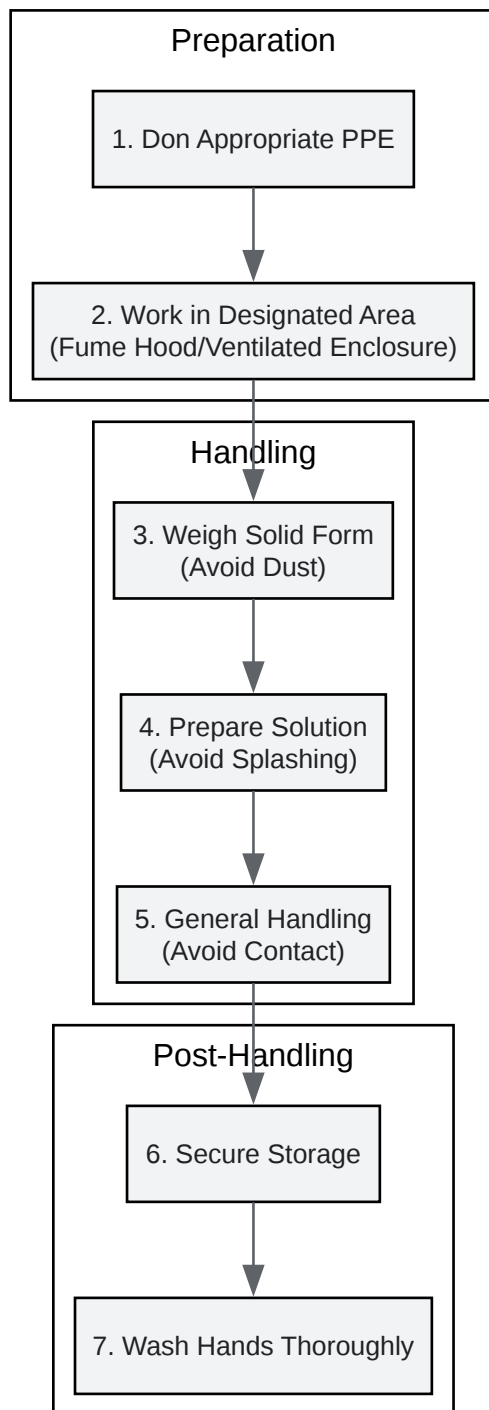 Preparation
1. Don Appropriate PPE
2. Work in Designated Area
(Fume Hood/Ventilated Enclosure)
Handling
3. Weigh Solid Form
(Avoid Dust)
4. Prepare Solution
(Avoid Splashing)
5. General Handling
(Avoid Contact)
Post-Handling
6. Secure Storage
7. Wash Hands Thoroughly